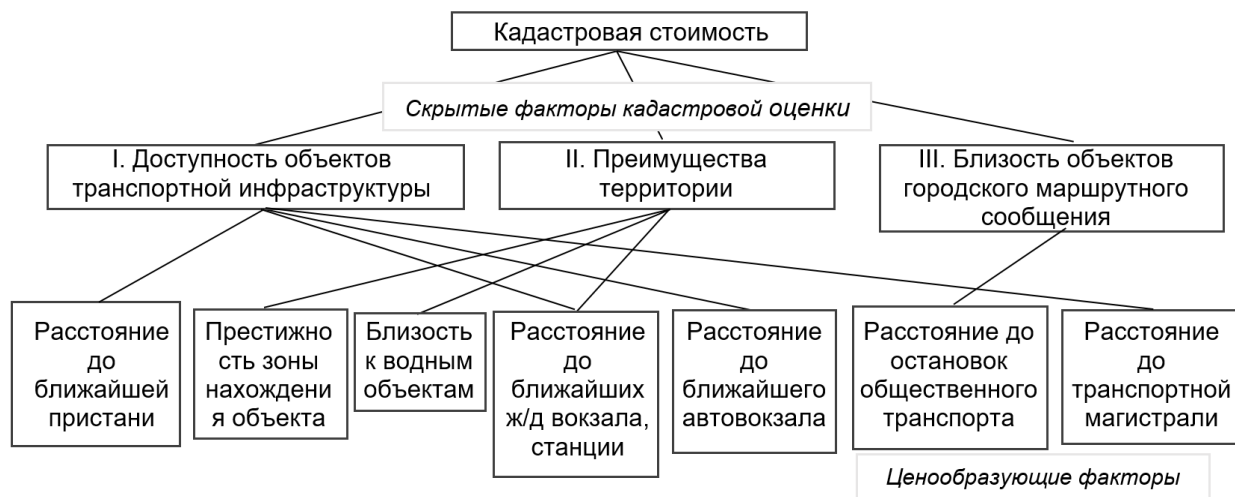 Кадастровая стоимость
Скрытые факторы кадастровой оценки
I. Доступность объектов
транспортной инфраструктуры
II. Преимущества
территории
III. Близость объектов
городского маршрутного
сообщения
Расстояние
до
ближайшей
пристани
Престижно
сть зоны
нахождени
я объекта
Близость
к водным
объектам
Расстояние
до
ближайших
ж/д вокзала,
станции
Расстояние
до
ближайшего
автовокзала
Расстояние до
остановок
общественного
транспорта
Расстояние
до
транспортной
магистрали
Ценообразующие факторы